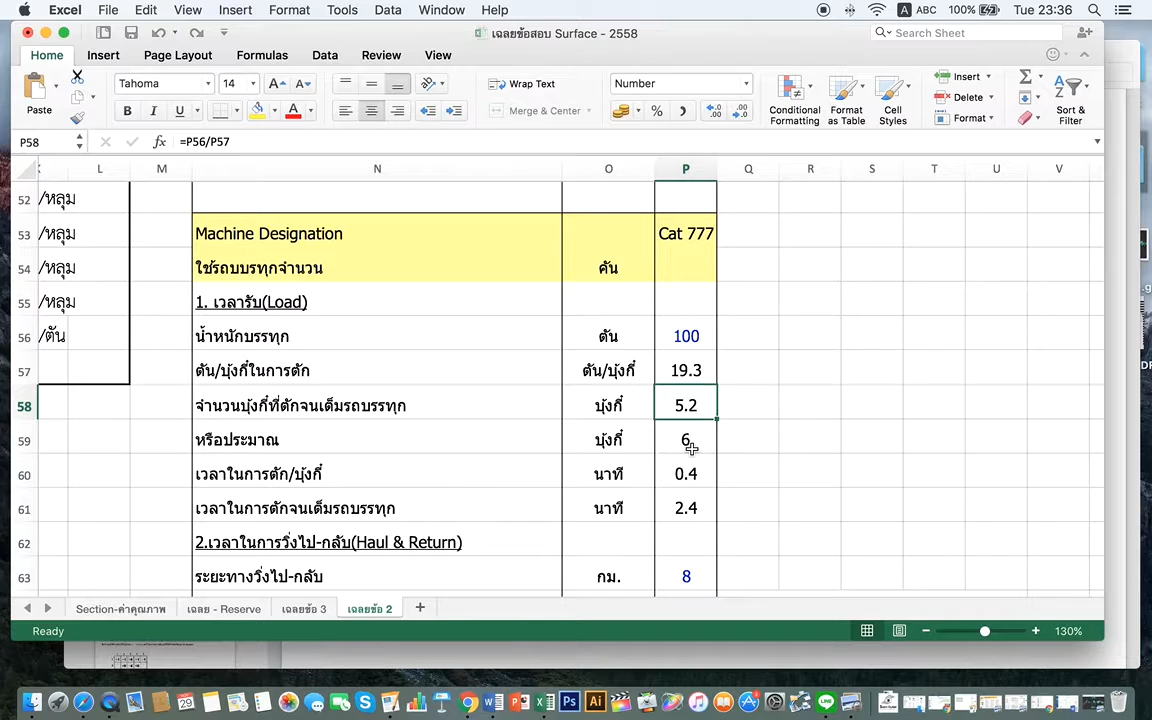 Excel File Edit View Insert Format Tools Data Window Help A ABC 100% Tue 23:36
เฉลยข้อสอบ Surface - 2558 Search Sheet
Home Insert Page Layout Formulas Data Review View
Paste Tahoma 14 Wrap Text Number Insert
B I U A Merge & Center % Conditional Formatting Format as Table Cell Styles Delete Format Sort & Filter
P58 fx =P56/P57
K L M N O P Q R S T U V
52 /หลุม
53 /หลุม Machine Designation Cat 777
54 /หลุม ใช้รถบรทุกจำนวน คัน
55 /หลุม 1. เวลารับ(Load)
56 /ตัน น้ำหนักบรรทุก ตัน 100
57 ตัน/บุ้งกี๋ในการตัก ตัน/บุ้งกี๋ 19.3
58 จำนวนบุ้งกี๋ที่ตักจนเต็มรถบรรทุก บุ้งกี๋ 5.2
59 หรือประมาณ บุ้งกี๋ 6
60 เวลาในการตัก/บุ้งกี๋ นาที 0.4
61 เวลาในการตักจนเต็มรถบรรทุก นาที 2.4
62 2.เวลาในการวิ่งไป-กลับ(Haul & Return)
63 ระยะทางวิ่งไป-กลับ กม. 8
Section-ค่าคุณภาพ เฉลย - Reserve เฉลยข้อ 3 เฉลยข้อ 2 +
Ready 130%